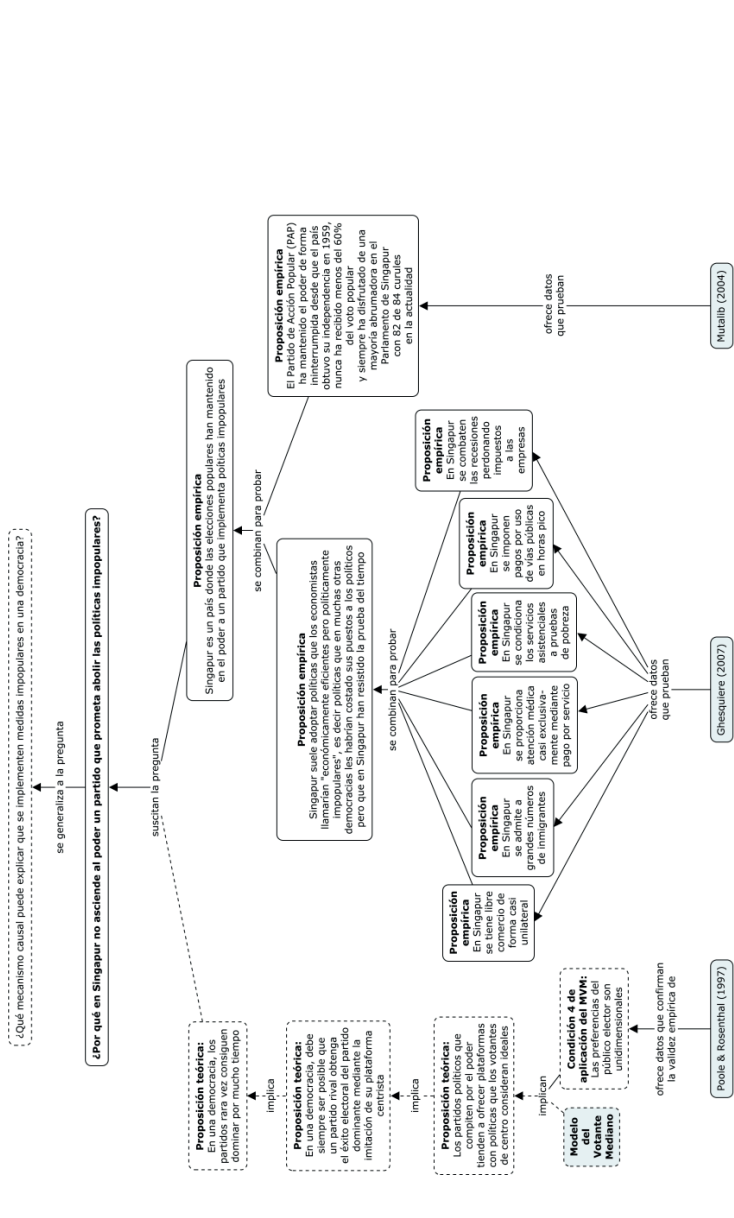 ¿Qué mecanismo causal puede explicar que se implementen medidas impopulares en una democracia?
se generaliza a la pregunta
¿Por qué en Singapur no asciende al poder un partido que prometa abolir las políticas impopulares?
suscitan la pregunta
Proposición teórica:
En una democracia, los
partidos rara vez consiguen
dominar por mucho tiempo
Proposición empírica
Singapur es un país donde las elecciones populares han mantenido
en el poder a un partido que implementa poíticas impopulares
implica
se combinan para probar
Proposición teórica:
En una democracia, debe
siempre ser posible que
un partido rival obtenga
el éxito electoral del partido
dominante mediante la
imitación de su plataforma
centrista
Proposición empírica
Singapur suele adoptar políticas que los economistas
llamarían "económicamente eficientes pero políticamente
impopulares", es decir políticas que en muchas otras
democracias les habrían costado sus puestos a los políticos
pero que en Singapur han resistido la prueba del tiempo
Proposición empírica
El Partido de Acción Popular (PAP)
ha mantenido el poder de forma
ininterrumpida desde que el país
obtuvo su independencia en 1959,
nunca ha recibido menos del 60%
del voto popular
y siempre ha disfrutado de una
mayoría abrumadora en el
Parlamento de Singapur
con 82 de 84 curules
en la actualidad
implica
se combinan para probar
Proposición teórica:
Los partidos políticos que
compiten por el poder
tienden a ofrecer plataformas
con políticas que los votantes
de centro consideran ideales
Proposición
empírica
En Singapur
se tiene libre
comercio de
forma casi
unilateral
Proposición
empírica
En Singapur
se admite a
grandes números
de inmigrantes
Proposición
empírica
En Singapur
se proporciona
atención médica
casi exclusiva-
mente mediante
pago por servicio
Proposición
empírica
En Singapur
se condiciona
los servicios
asistenciales
a pruebas
de pobreza
Proposición
empírica
En Singapur
se imponen
pagos por uso
de vías públicas
en horas pico
Proposición
empírica
En Singapur
se combaten
las recesiones
perdonando
impuestos
a las
empresas
implican
Modelo
del
Votante
Mediano
Condición 4 de
aplicación del MVM:
Las preferencias del
público elector son
unidimensionales
ofrece datos que confirman
la validez empírica de
ofrece datos
que prueban
ofrece datos
que prueban
Poole & Rosenthal (1997)
Ghesquiere (2007)
Mutalib (2004)